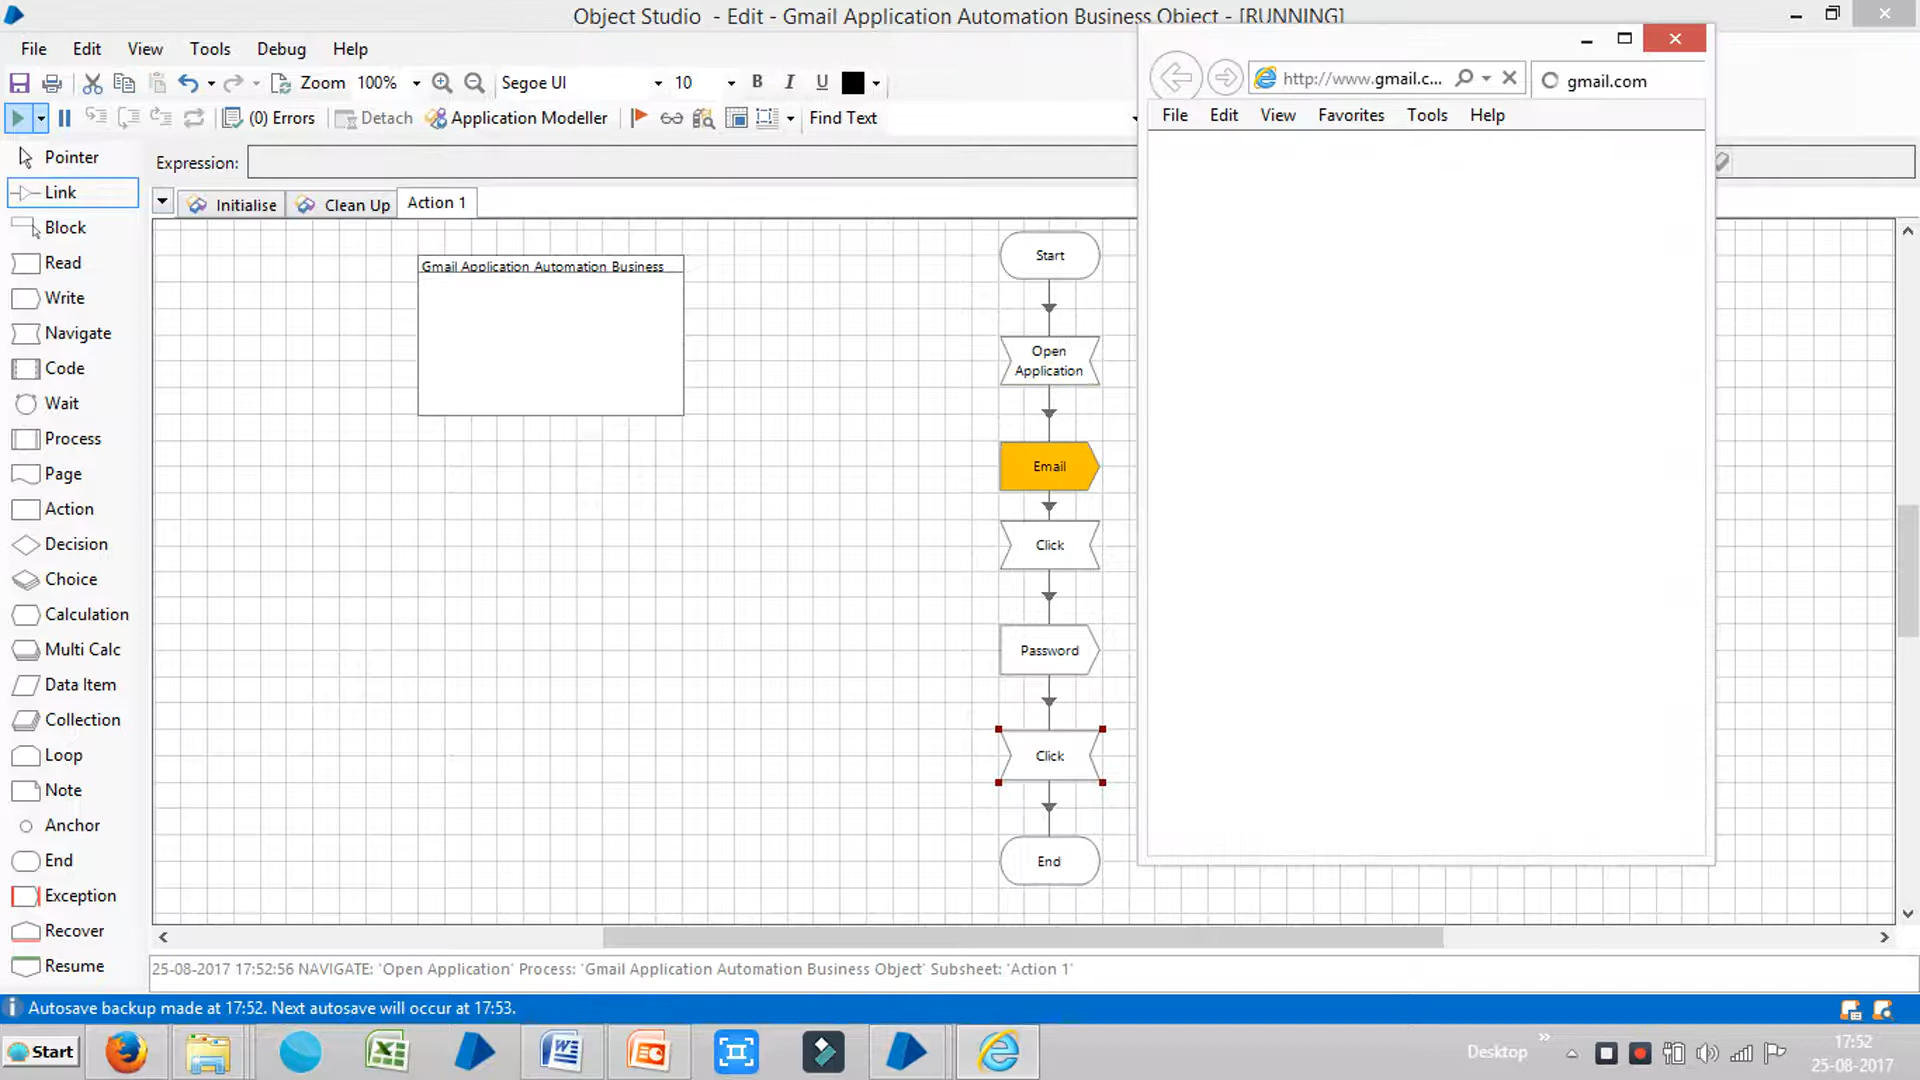 Object Studio - Edit - Gmail Application Automation Business Object - [RUNNING]
File Edit View Tools Debug Help
Zoom 100% Segoe UI 10 B I U
(0) Errors Detach Application Modeller Find Text
http://www.gmail.c... gmail.com
File Edit View Favorites Tools Help
Expression:
Initialise Clean Up Action 1
Pointer
Link
Block
Read
Write
Navigate
Code
Wait
Process
Page
Action
Decision
Choice
Calculation
Multi Calc
Data Item
Collection
Loop
Note
Anchor
End
Exception
Recover
Resume
Gmail Application Automation Business
Start
Open
Application
Email
Click
Password
Click
End
25-08-2017 17:52:56 NAVIGATE: 'Open Application' Process: 'Gmail Application Automation Business Object' Subsheet: 'Action 1'
Autosave backup made at 17:52. Next autosave will occur at 17:53.
Start
Desktop
17:52
25-08-2017